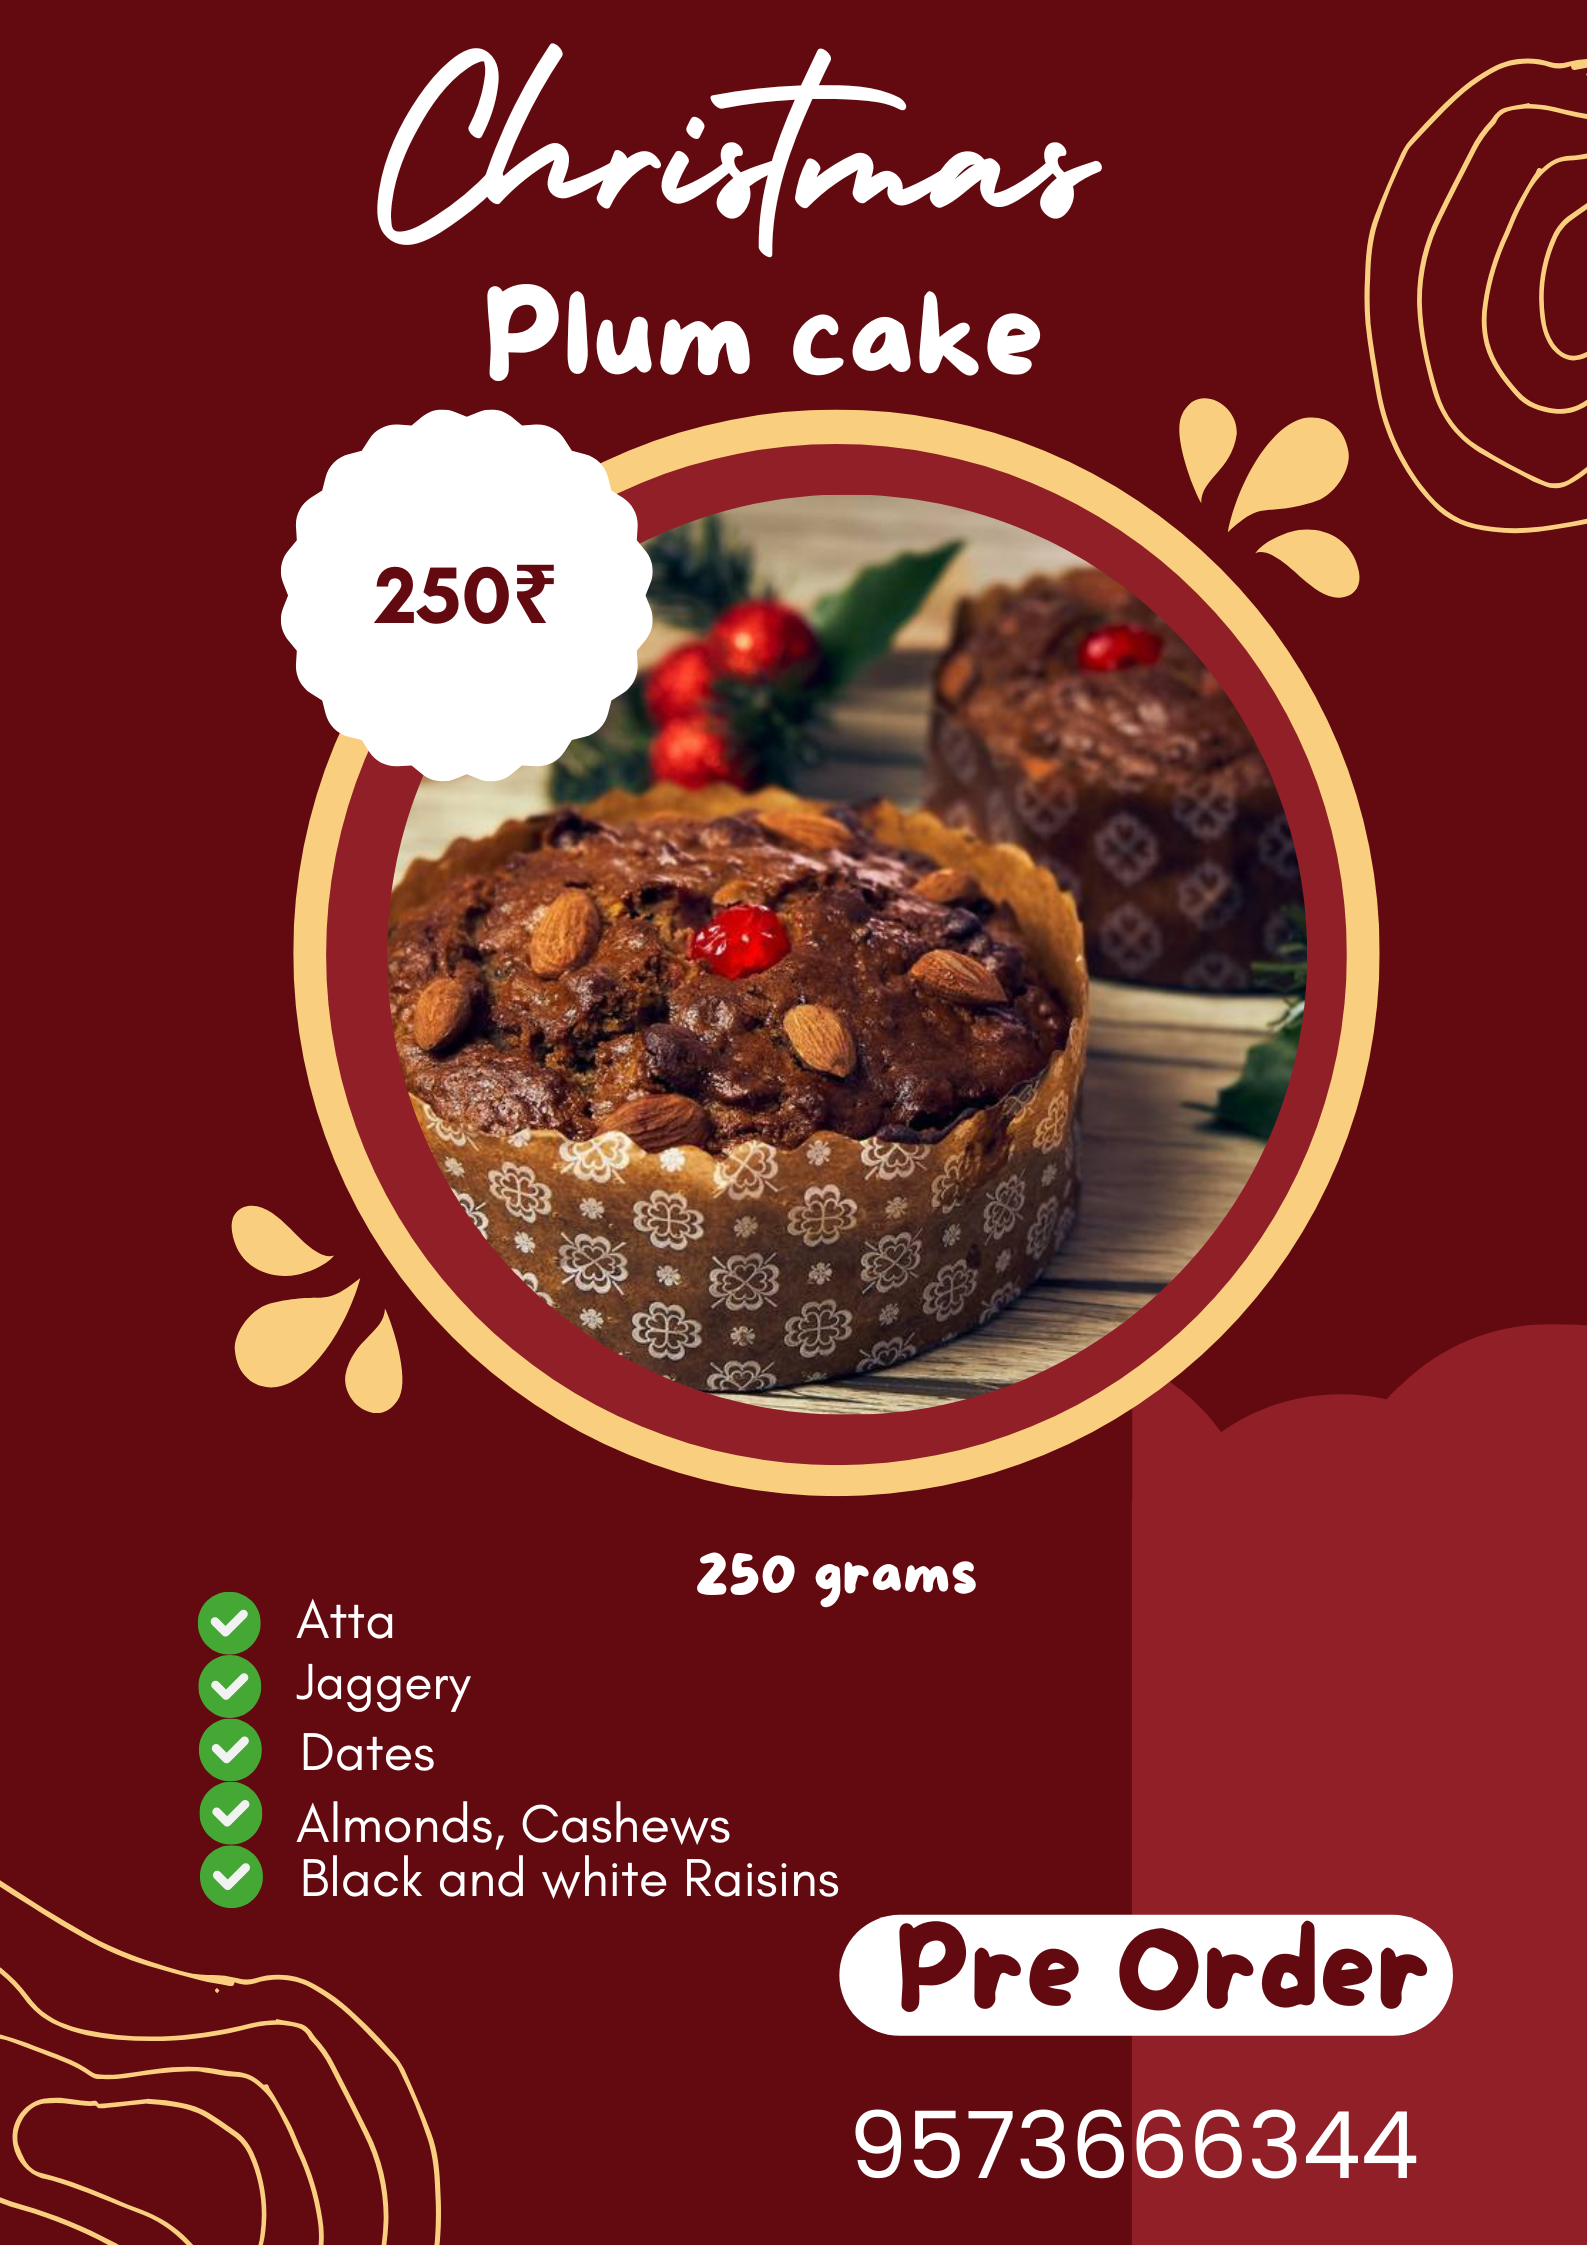 Christmas
Plum cake
250₹
250 grams
Atta
Jaggery
Dates
Almonds, Cashews
Black and white Raisins
Pre Order
9573666344